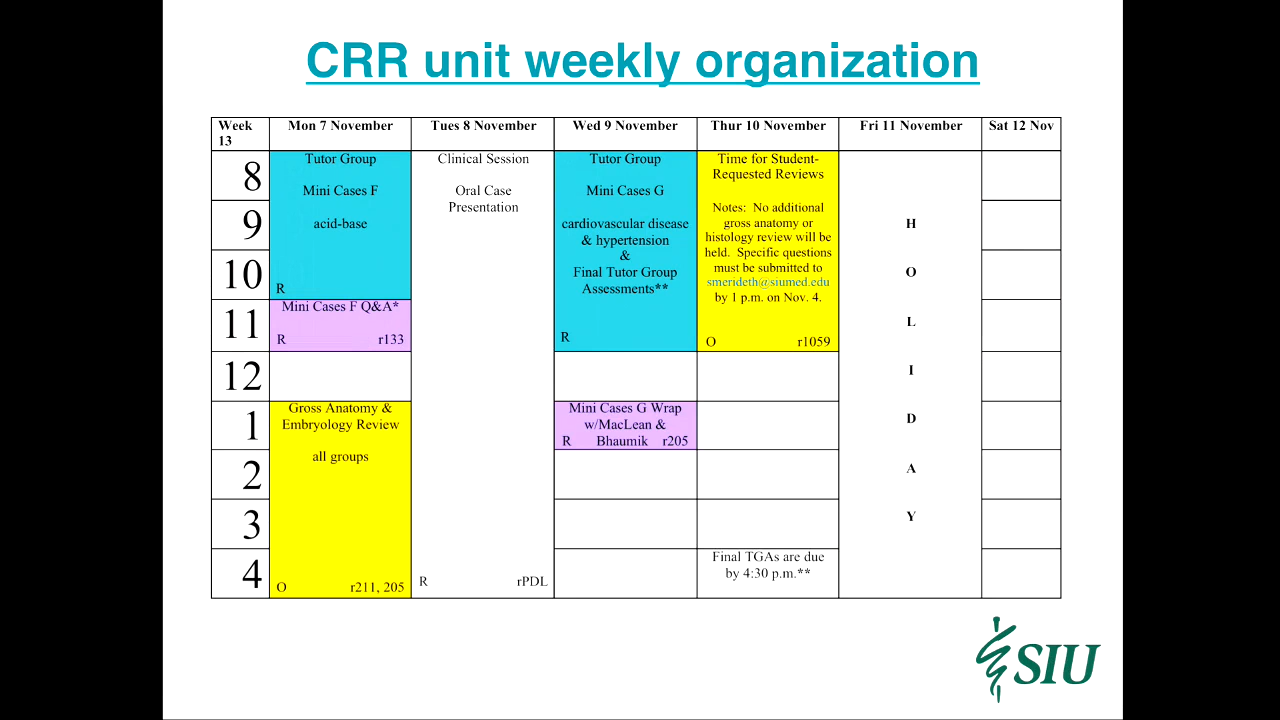 CRR unit weekly organization
Week 13
Mon 7 November
Tues 8 November
Wed 9 November
Thur 10 November
Fri 11 November
Sat 12 Nov
8
9
10
11
12
1
2
3
4
Tutor Group
Mini Cases F
acid-base
R
Mini Cases F Q&A*
R r133
Gross Anatomy &
Embryology Review
all groups
O r211, 205
Clinical Session
Oral Case
Presentation
R rPDL
Tutor Group
Mini Cases G
cardiovascular disease
& hypertension
&
Final Tutor Group
Assessments**
R
Mini Cases G Wrap
w/MacLean &
R Bhaumik r205
Time for Student-
Requested Reviews
Notes: No additional
gross anatomy or
histology review will be
held. Specific questions
must be submitted to
smerideth@siumed.edu
by 1 p.m. on Nov. 4.
O r1059
Final TGAs are due
by 4:30 p.m.**
H
O
L
I
D
A
Y
SIU